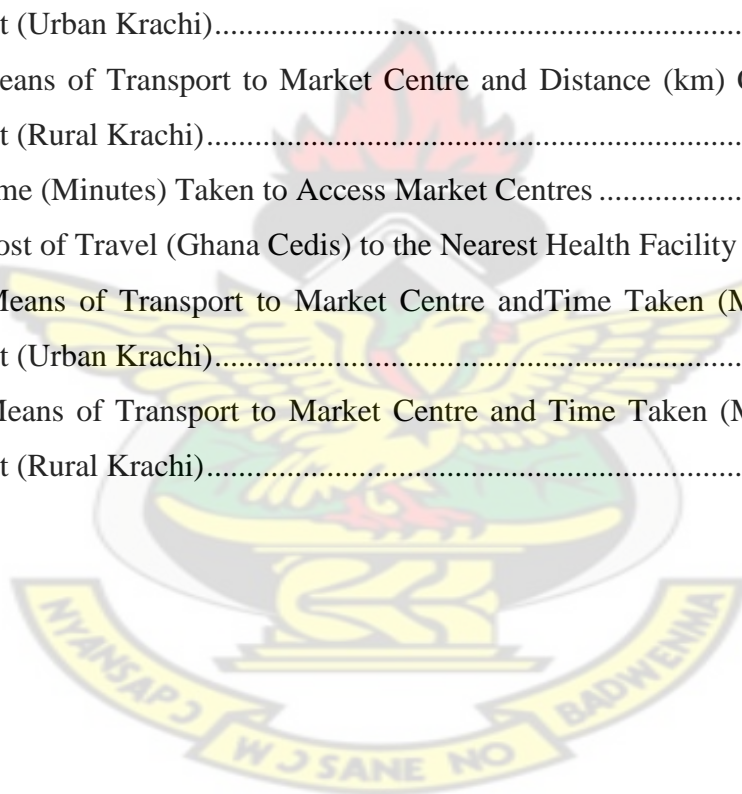 t (Urban Krachi)....................................................................
eans of Transport to Market Centre and Distance (km)
t (Rural Krachi).....................................................................
me (Minutes) Taken to Access Market Centres ....................
ost of Travel (Ghana Cedis) to the Nearest Health Facility
Means of Transport to Market Centre andTime Taken (M
t (Urban Krachi)....................................................................
Means of Transport to Market Centre and Time Taken (M
t (Rural Krachi).....................................................................
NYANSAPƆ WƆSANE NO BADWENMA